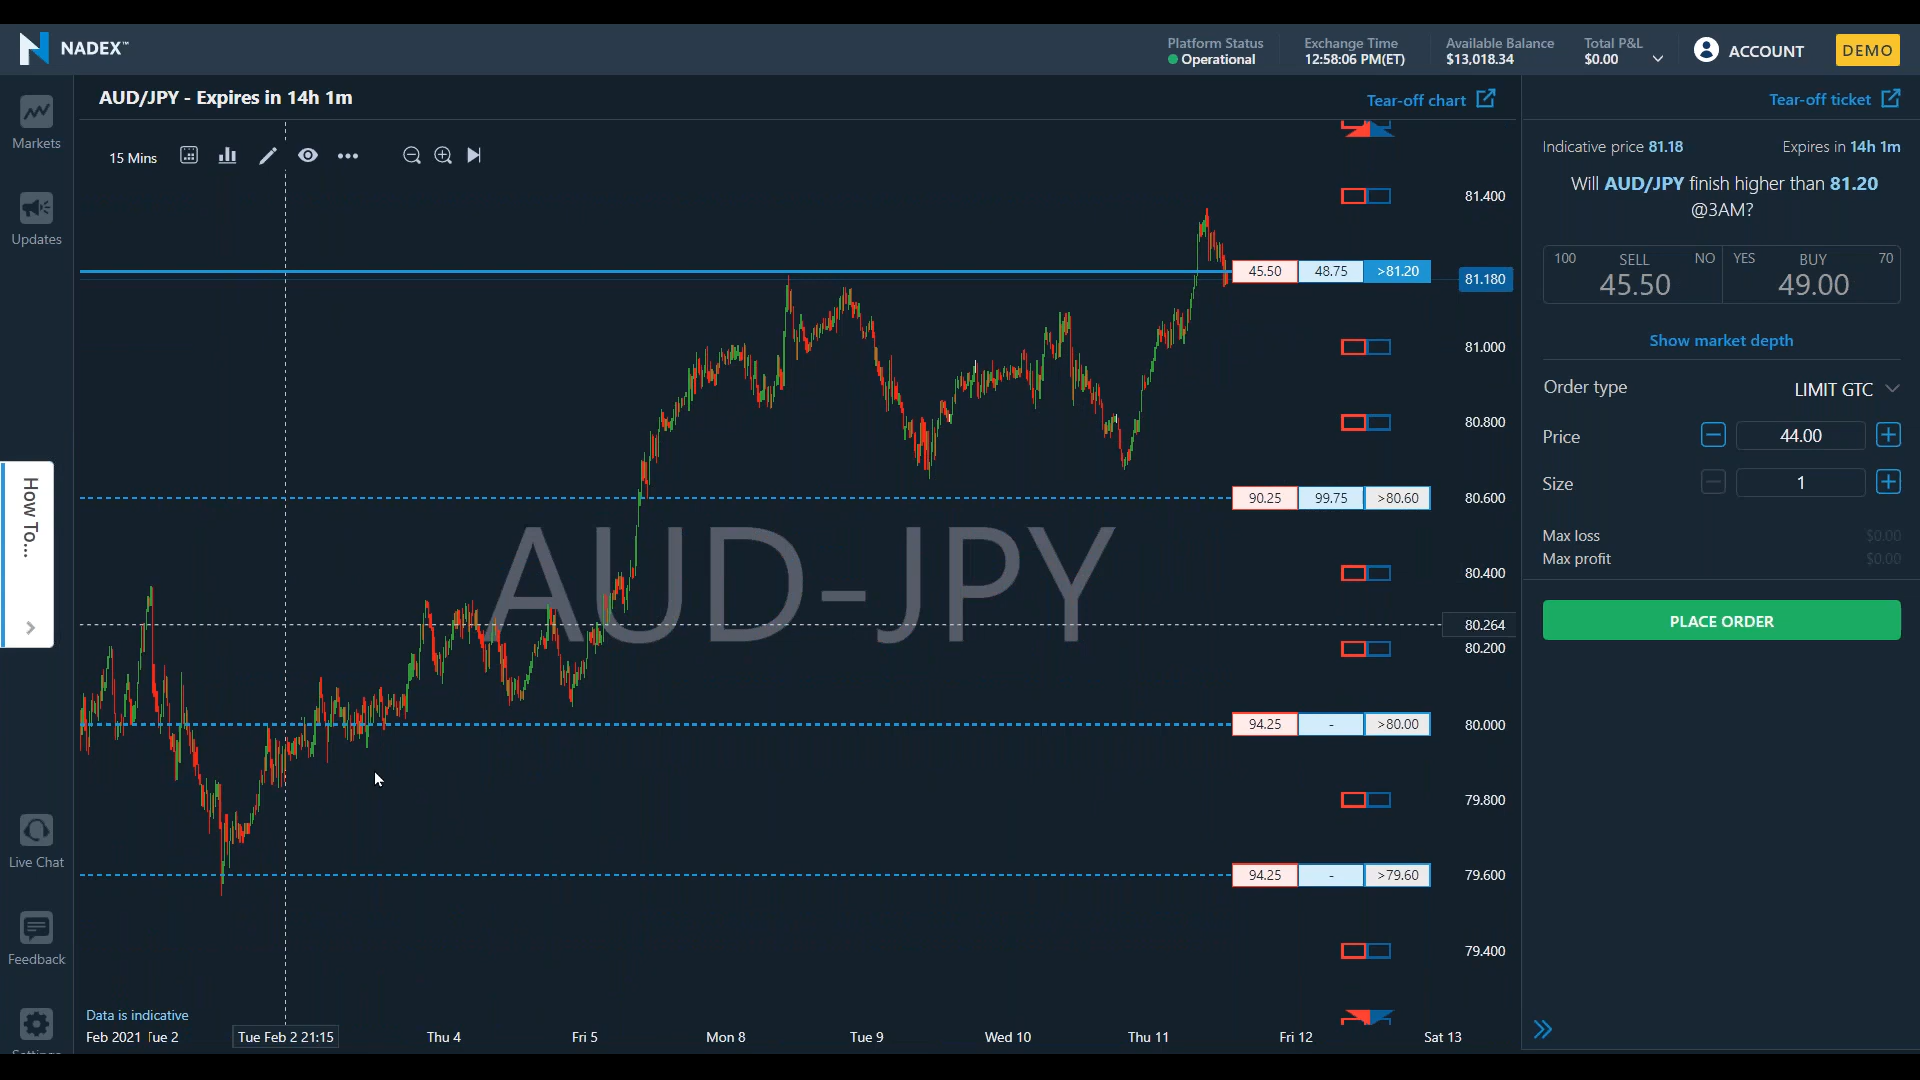 NADEX™
Platform Status
Operational
Exchange Time
12:58:06 PM(ET)
Available Balance
$13,018.34
Total P&L
$0.00
ACCOUNT
DEMO
Markets
Updates
How To...
Live Chat
Feedback
AUD/JPY - Expires in 14h 1m
Tear-off chart
15 Mins
AUD-JPY
81.400
45.50 48.75 >81.20
81.180
81.000
80.800
90.25 99.75 >80.60
80.600
80.400
80.264
80.200
94.25 - >80.00
80.000
79.800
94.25 - >79.60
79.600
79.400
Data is indicative
Feb 2021 Tue 2 Tue Feb 2 21:15 Thu 4 Fri 5 Mon 8 Tue 9 Wed 10 Thu 11 Fri 12 Sat 13
Tear-off ticket
Indicative price 81.18 Expires in 14h 1m
Will AUD/JPY finish higher than 81.20
@3AM?
100 SELL NO YES BUY 70
45.50 49.00
Show market depth
Order type LIMIT GTC
Price 44.00
Size 1
Max loss $0.00
Max profit $0.00
PLACE ORDER